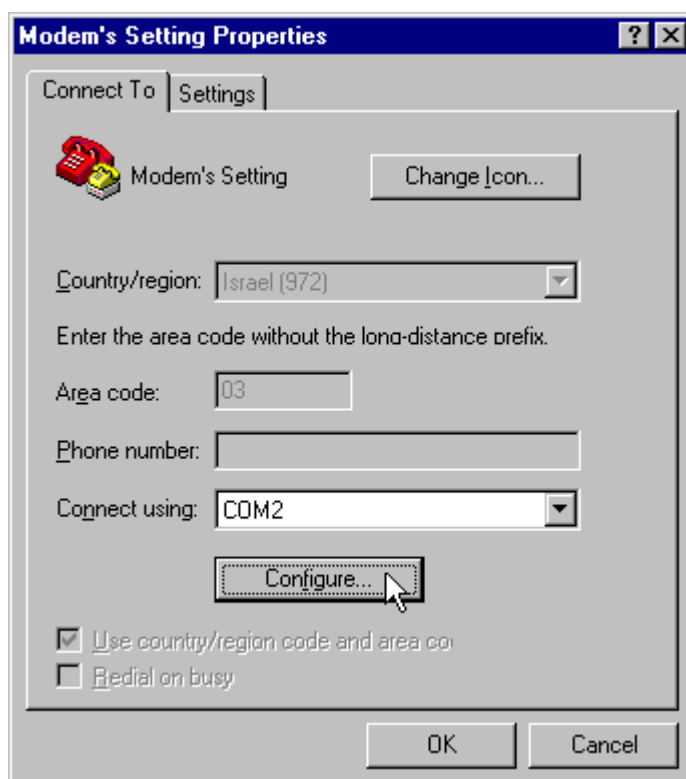 Modem's Setting Properties
Connect To Settings
Modem's Setting Change Icon...
Country/region: Israel (972)
Enter the area code without the long-distance prefix.
Area code: 03
Phone number:
Connect using: COM2
Configure...
Use country/region code and area co
Redial on busy
OK Cancel